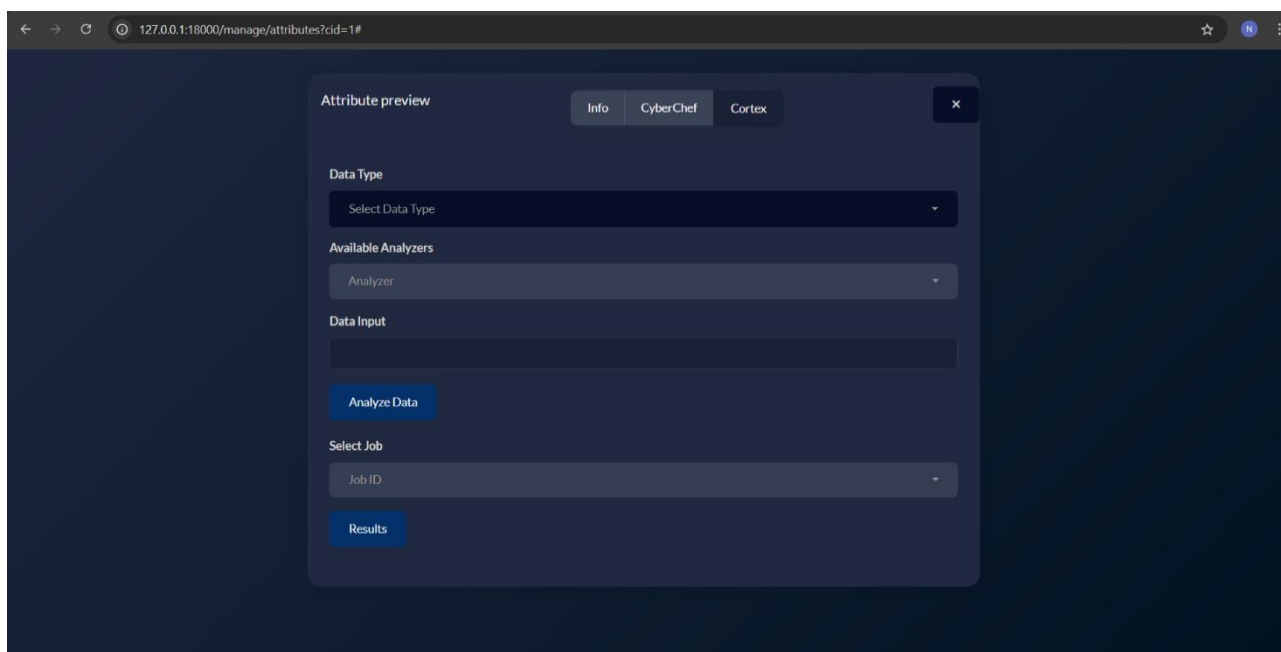 127.0.0.1:18000/manage/attributes?cid=1#
N
Attribute preview
Info CyberChef Cortex ×
Data Type
Select Data Type
Available Analyzers
Analyzer
Data Input
Analyze Data
Select Job
Job ID
Results